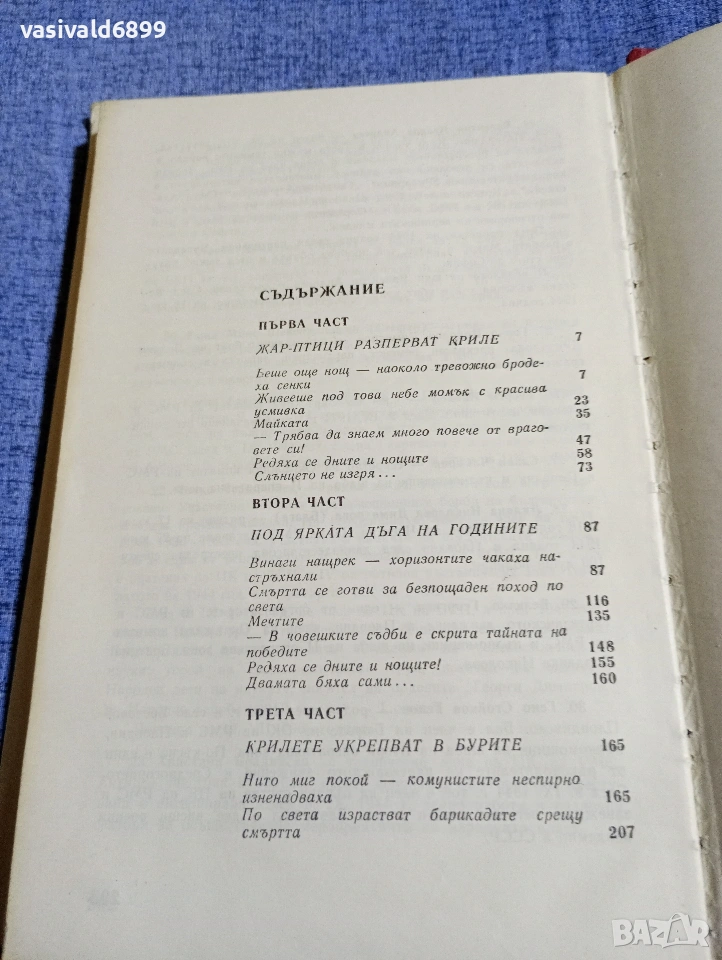 vasivald6899
СЪДЪРЖАНИЕ
ПЪРВА ЧАСТ
ЖАР-ПТИЦИ РАЗПЕРВАТ КРИЛЕ 7
Беше още нощ — наоколо тревожно броде-
ха сенки 7
Живееше под това небе момък с красива
усмивка 23
Майката 35
— Трябва да знаем много повече от враго-
вете си! 47
Редяха се дните и нощите 58
Слънцето не изгря... 73
ВТОРА ЧАСТ
ПОД ЯРКАТА ДЪГА НА ГОДИНИТЕ 87
Винаги нащрек — хоризонтите чакаха на-
стръхнали 87
Смъртта се готви за безпощаден поход по
света 116
Мечтите 135
— В човешките съдби е скрита тайната на
победите 148
Редяха се дните и нощите! 155
Двамата бяха сами... 160
ТРЕТА ЧАСТ
КРИЛЕТЕ УКРЕПВАТ В БУРИТЕ 165
Нито миг покой — комунистите неспирно
изненадваха 165
По света израстват барикадите срещу
смъртта 207
BAZAR